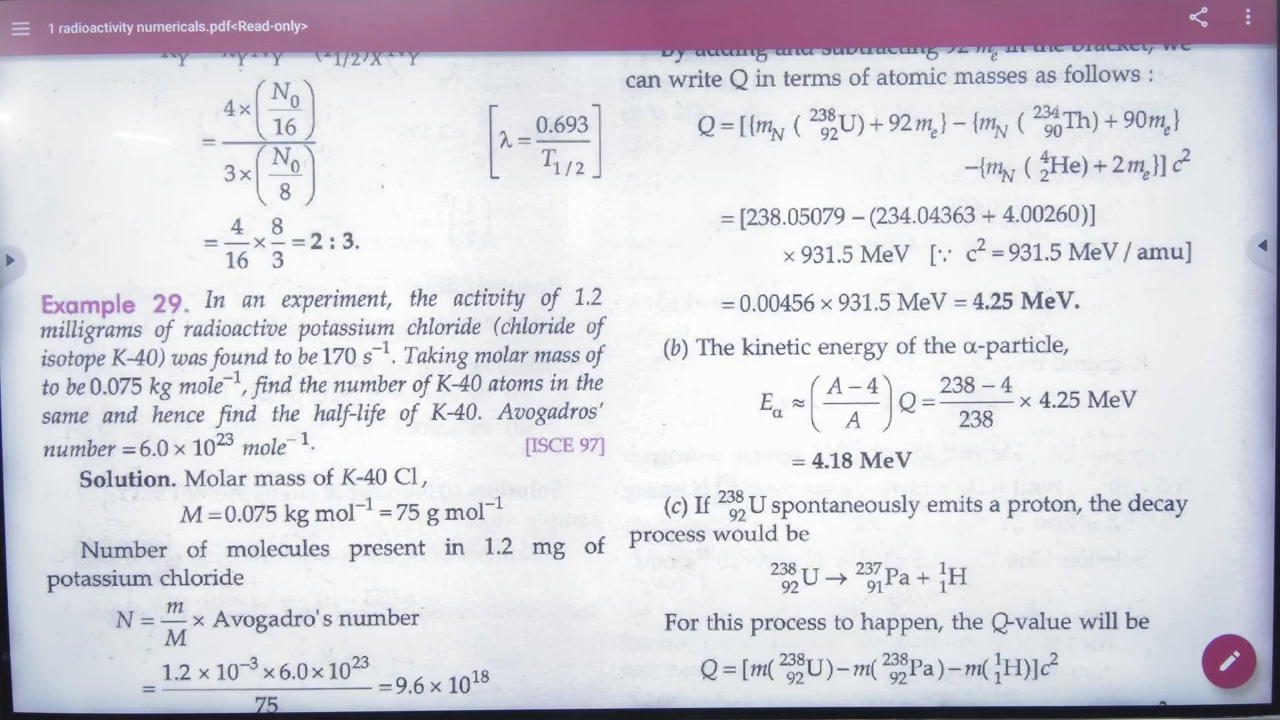 1 radioactivity numericals.pdf<Read-only>
= 4×(N₀/16) / 3×(N₀/8) [λ = 0.693/T₁/₂]
= 4/16 × 8/3 = 2 : 3.
Example 29. In an experiment, the activity of 1.2
milligrams of radioactive potassium chloride (chloride of
isotope K-40) was found to be 170 s⁻¹. Taking molar mass of
to be 0.075 kg mole⁻¹, find the number of K-40 atoms in the
same and hence find the half-life of K-40. Avogadros'
number = 6.0 × 10²³ mole⁻¹. [ISCE 97]
Solution. Molar mass of K-40 Cl,
M = 0.075 kg mol⁻¹ = 75 g mol⁻¹
Number of molecules present in 1.2 mg of
potassium chloride
N = m/M × Avogadro's number
= 1.2 × 10⁻³ × 6.0 × 10²³ / 75 = 9.6 × 10¹⁸
By adding and subtracting 92 mₑ in the bracket, we
can write Q in terms of atomic masses as follows :
Q = [{m_N (²³⁸₉₂U) + 92 mₑ} − {m_N (²³⁴₉₀Th) + 90mₑ}
−{m_N (⁴₂He) + 2 mₑ}] c²
= [238.05079 − (234.04363 + 4.00260)]
× 931.5 MeV [∵ c² = 931.5 MeV / amu]
= 0.00456 × 931.5 MeV = 4.25 MeV.
(b) The kinetic energy of the α-particle,
E_α ≈ (A − 4 / A) Q = 238 − 4 / 238 × 4.25 MeV
= 4.18 MeV
(c) If ²³⁸₉₂U spontaneously emits a proton, the decay
process would be
²³⁸₉₂U → ²³⁷₉₁Pa + ¹₁H
For this process to happen, the Q-value will be
Q = [m(²³⁸₉₂U) − m(²³⁸₉₂Pa) − m(¹₁H)]c²